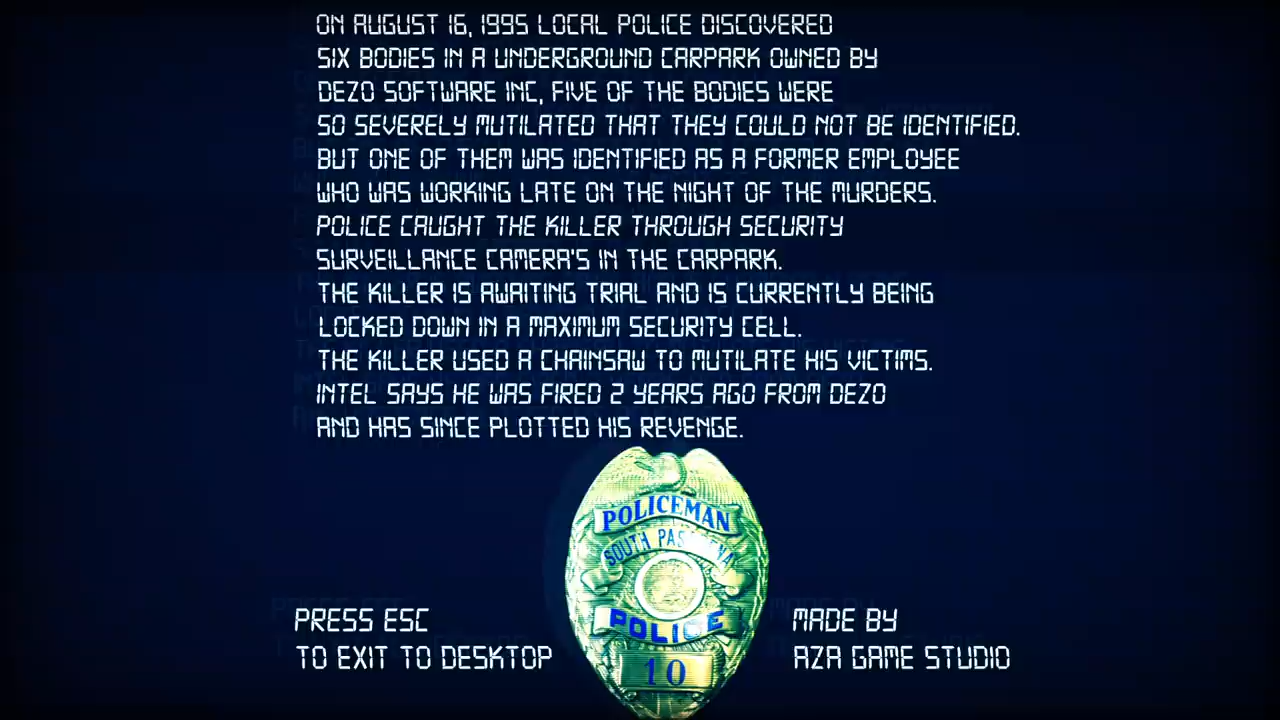 ON AUGUST 16, 1995 LOCAL POLICE DISCOVERED
SIX BODIES IN A UNDERGROUND CARPARK OWNED BY
DEZO SOFTWARE INC, FIVE OF THE BODIES WERE
SO SEVERELY MUTILATED THAT THEY COULD NOT BE IDENTIFIED.
BUT ONE OF THEM WAS IDENTIFIED AS A FORMER EMPLOYEE
WHO WAS WORKING LATE ON THE NIGHT OF THE MURDERS.
POLICE CAUGHT THE KILLER THROUGH SECURITY
SURVEILLANCE CAMERA'S IN THE CARPARK.
THE KILLER IS AWAITING TRIAL AND IS CURRENTLY BEING
LOCKED DOWN IN A MAXIMUM SECURITY CELL.
THE KILLER USED A CHAINSAW TO MUTILATE HIS VICTIMS.
INTEL SAYS HE WAS FIRED 2 YEARS AGO FROM DEZO
AND HAS SINCE PLOTTED HIS REVENGE.
POLICEMAN
SOUTH
POLICE
10
PRESS ESC
TO EXIT TO DESKTOP
MADE BY
AZA GAME STUDIO